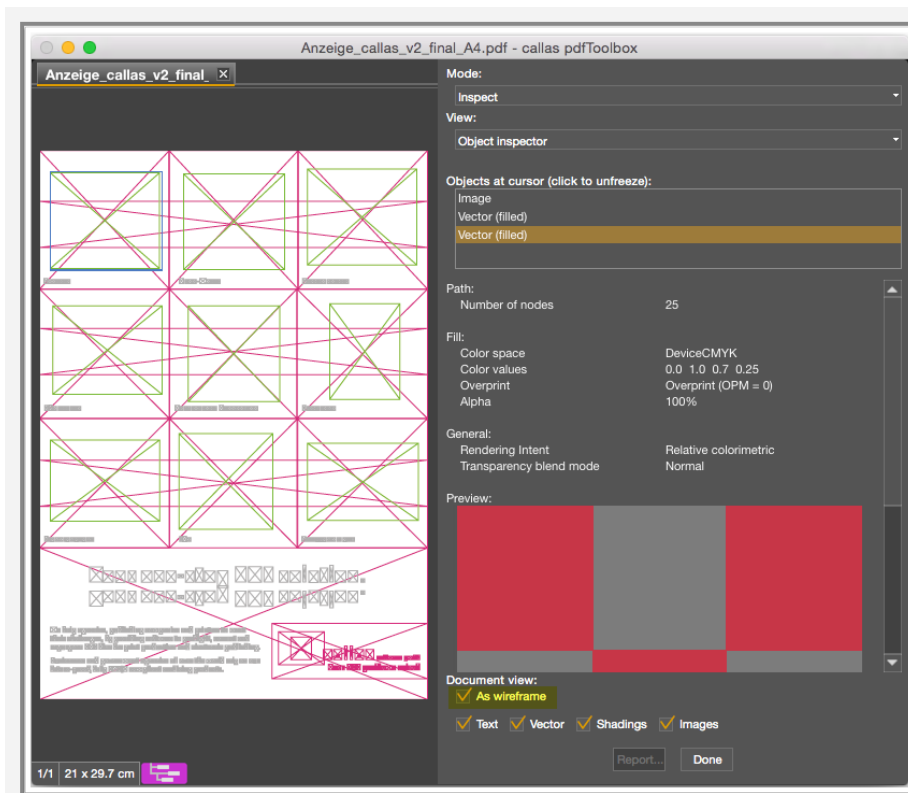 Anzeige_callas_v2_final_A4.pdf - callas pdfToolbox
Anzeige_callas_v2_final_
Mode:
Inspect
View:
Object inspector
Objects at cursor (click to unfreeze):
Image
Vector (filled)
Vector (filled)
Path:
Number of nodes 25
Fill:
Color space DeviceCMYK
Color values 0.0 1.0 0.7 0.25
Overprint Overprint (OPM = 0)
Alpha 100%
General:
Rendering Intent Relative colorimetric
Transparency blend mode Normal
Preview:
Document view:
As wireframe
Text Vector Shadings Images
Report... Done
1/1 21 x 29.7 cm